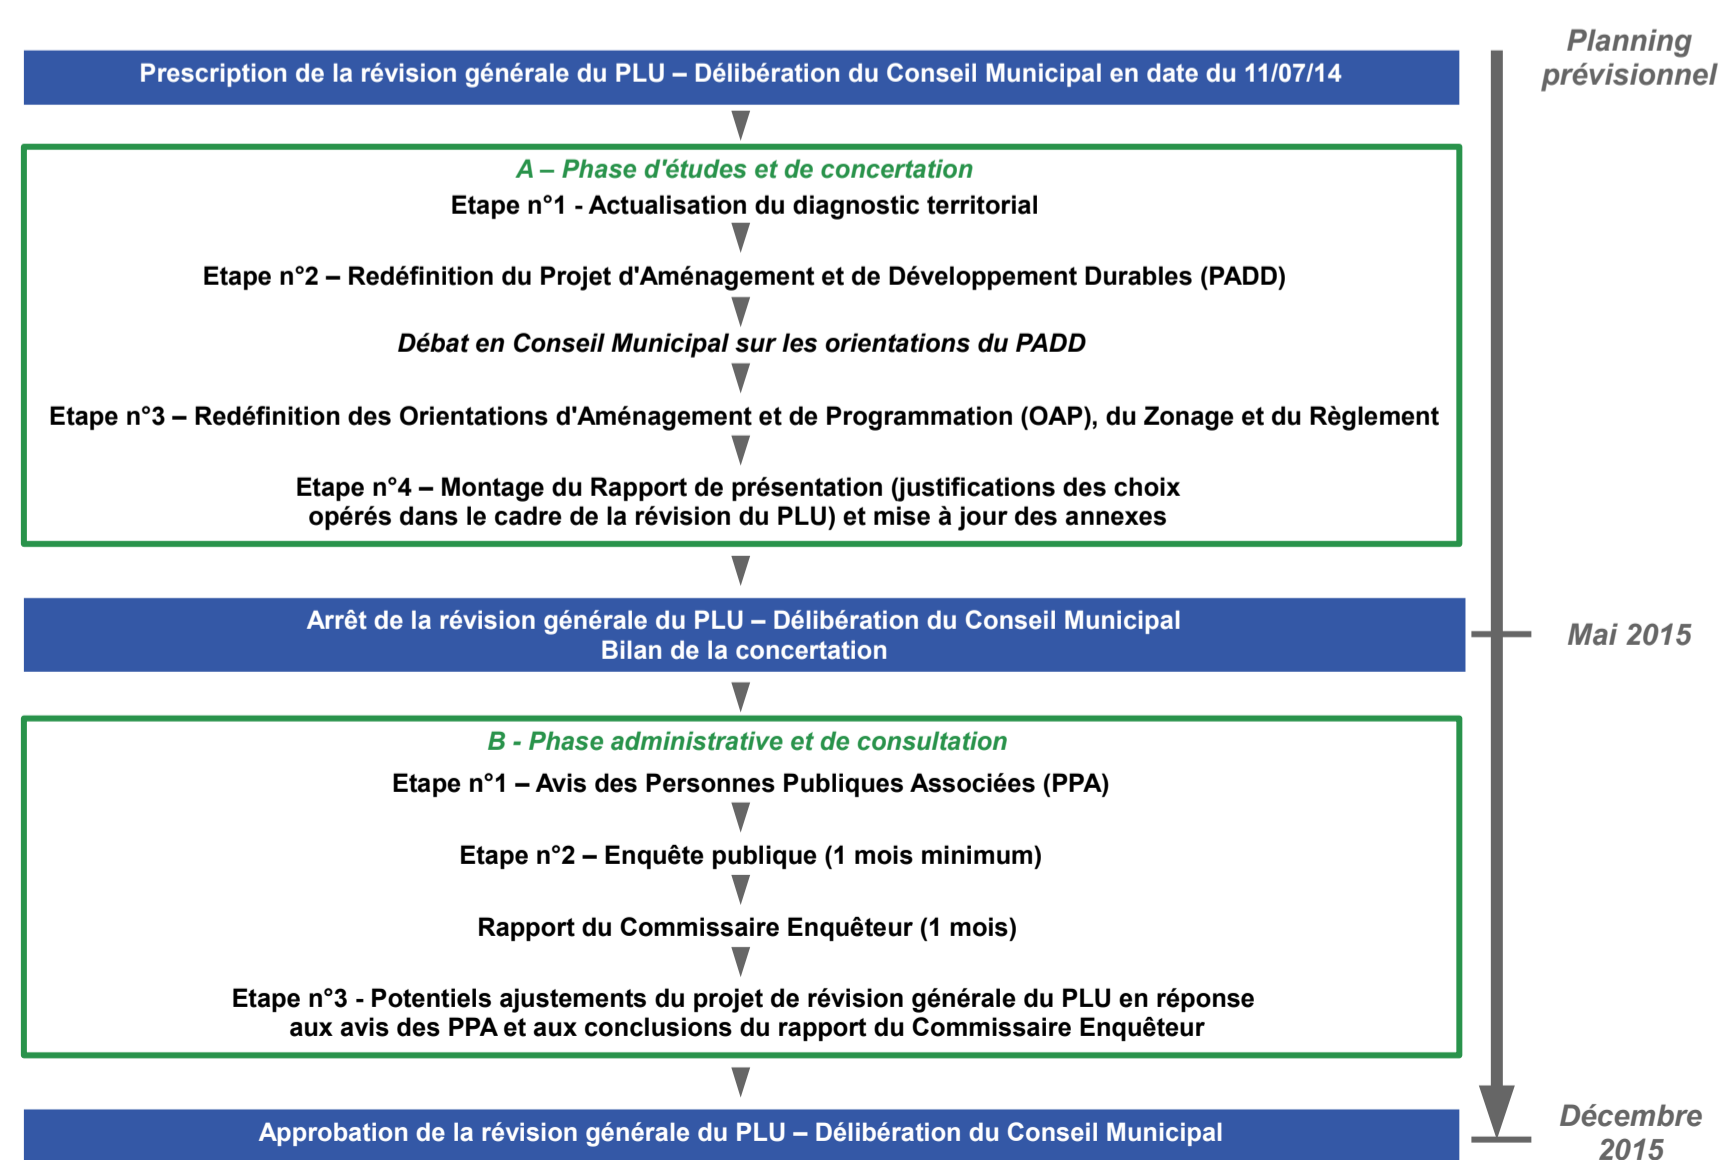 Planning
prévisionnel
Prescription de la révision générale du PLU – Délibération du Conseil Municipal en date du 11/07/14
A – Phase d'études et de concertation
Etape n°1 - Actualisation du diagnostic territorial
Etape n°2 – Redéfinition du Projet d'Aménagement et de Développement Durables (PADD)
Débat en Conseil Municipal sur les orientations du PADD
Etape n°3 – Redéfinition des Orientations d'Aménagement et de Programmation (OAP), du Zonage et du Règlement
Etape n°4 – Montage du Rapport de présentation (justifications des choix
opérés dans le cadre de la révision du PLU) et mise à jour des annexes
Arrêt de la révision générale du PLU – Délibération du Conseil Municipal
Bilan de la concertation
Mai 2015
B - Phase administrative et de consultation
Etape n°1 – Avis des Personnes Publiques Associées (PPA)
Etape n°2 – Enquête publique (1 mois minimum)
Rapport du Commissaire Enquêteur (1 mois)
Etape n°3 - Potentiels ajustements du projet de révision générale du PLU en réponse
aux avis des PPA et aux conclusions du rapport du Commissaire Enquêteur
Approbation de la révision générale du PLU – Délibération du Conseil Municipal
Décembre
2015